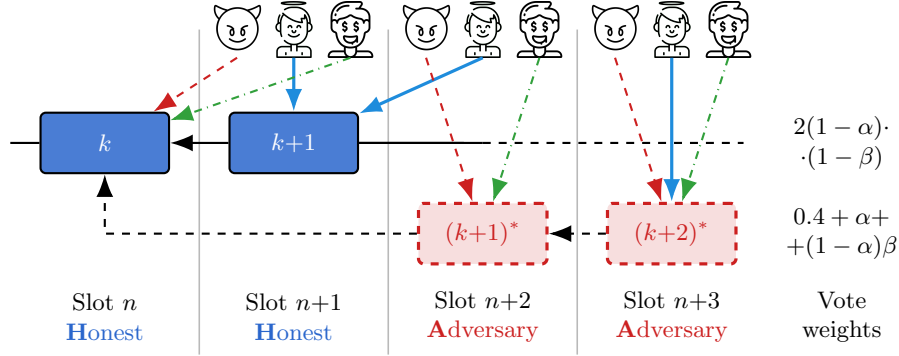 k
k+1
2(1 − α)·
·(1 − β)
(k+1)*
(k+2)*
0.4 + α+
+(1 − α)β
Slot n
Honest
Slot n+1
Honest
Slot n+2
Adversary
Slot n+3
Adversary
Vote
weights